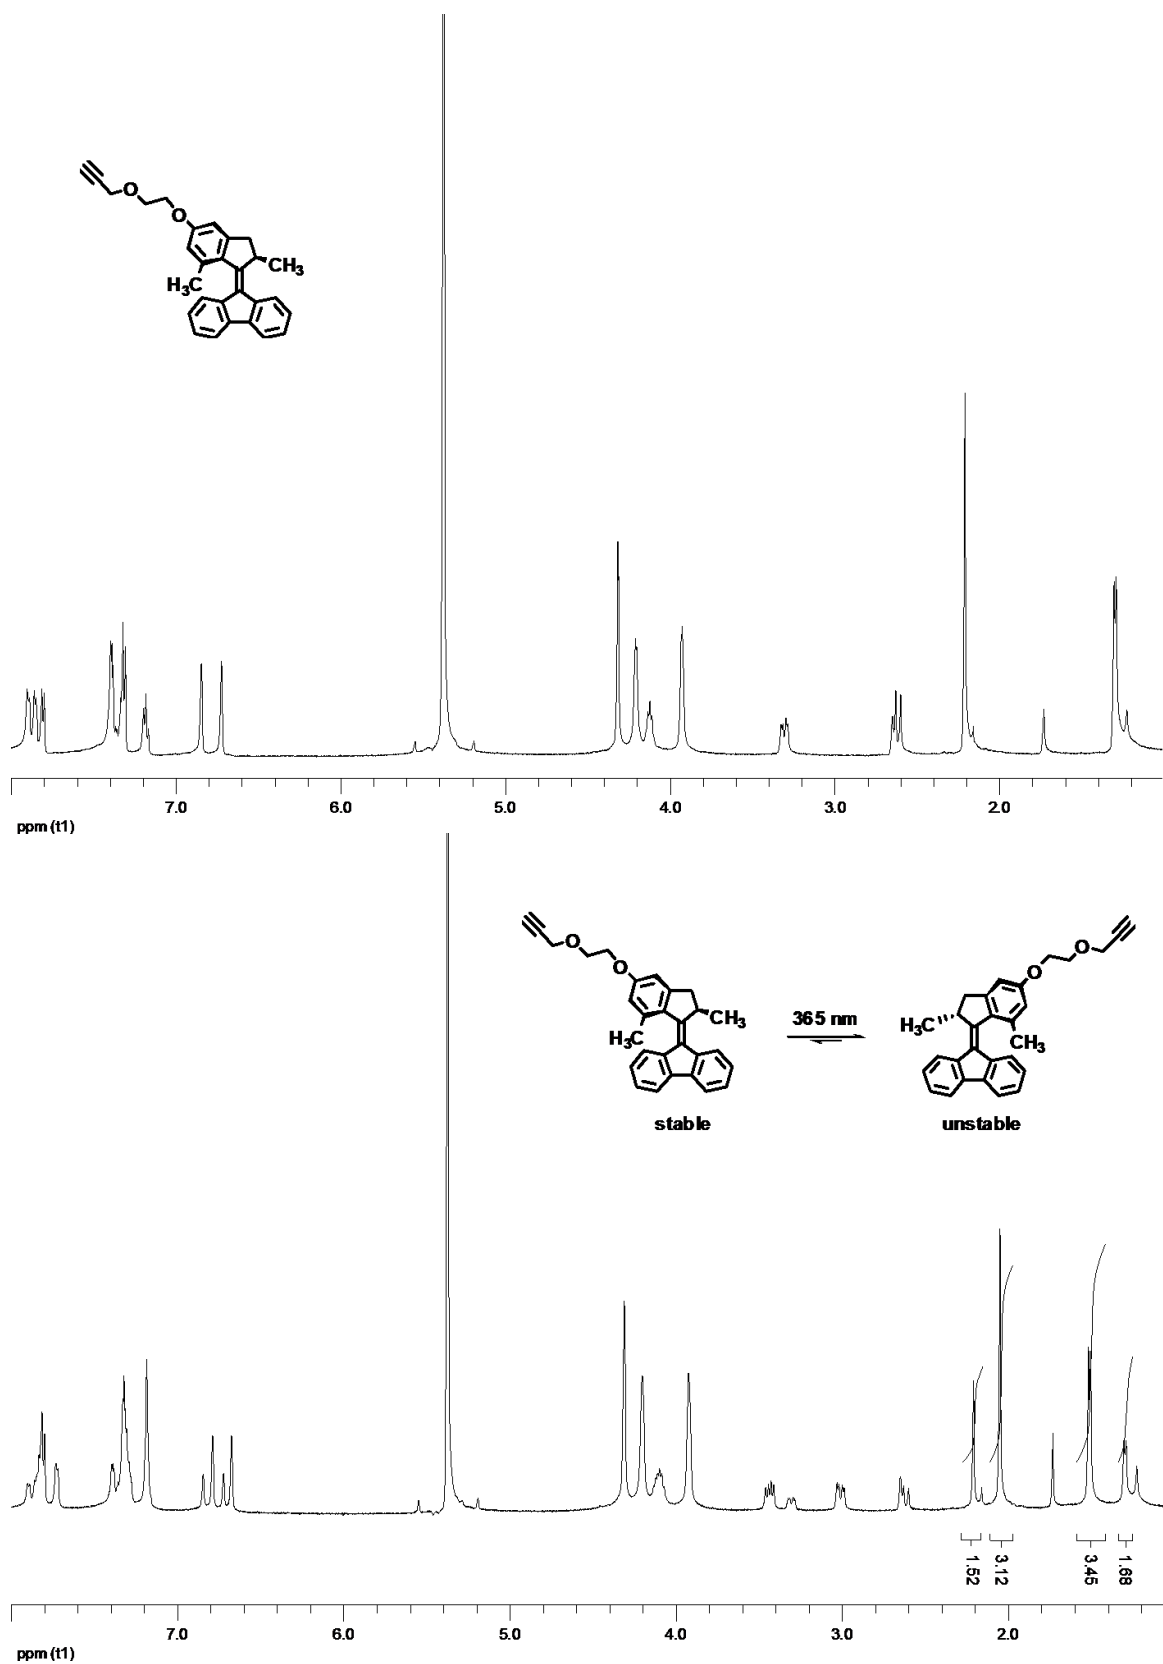 O
O
CH₃
H₃C
7.0 6.0 5.0 4.0 3.0 2.0
ppm (t1)
O O
O O
CH₃ 365 nm H₃C
H₃C CH₃
stable unstable
1.52 3.12 3.45 1.68
7.0 6.0 5.0 4.0 3.0 2.0
ppm (t1)